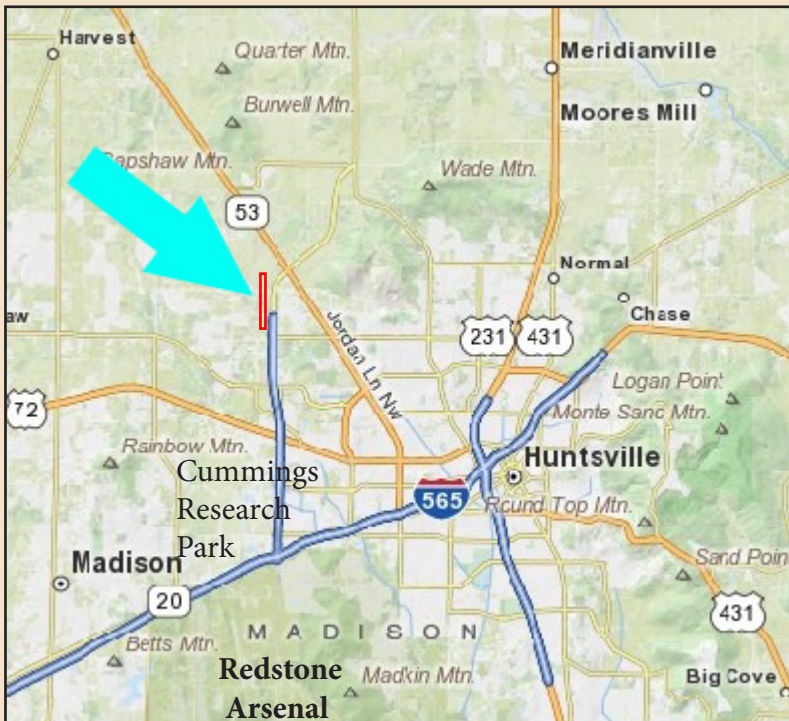 Harvest
Quarter Mtn.
Meridianville
Burwell Mtn.
Moores Mill
Capshaw Mtn.
Wade Mtn.
53
Normal
Chase
aw
Jordan Ln Nw
231
431
Logan Point
72
Monte Sano Mtn.
Rainbow Mtn.
Huntsville
Cummings
Research
Park
565
Round Top Mtn.
Madison
Sand Poin
20
431
MADISON
Betts Mtn.
Redstone
Arsenal
Madkin Mtn.
Big Cove